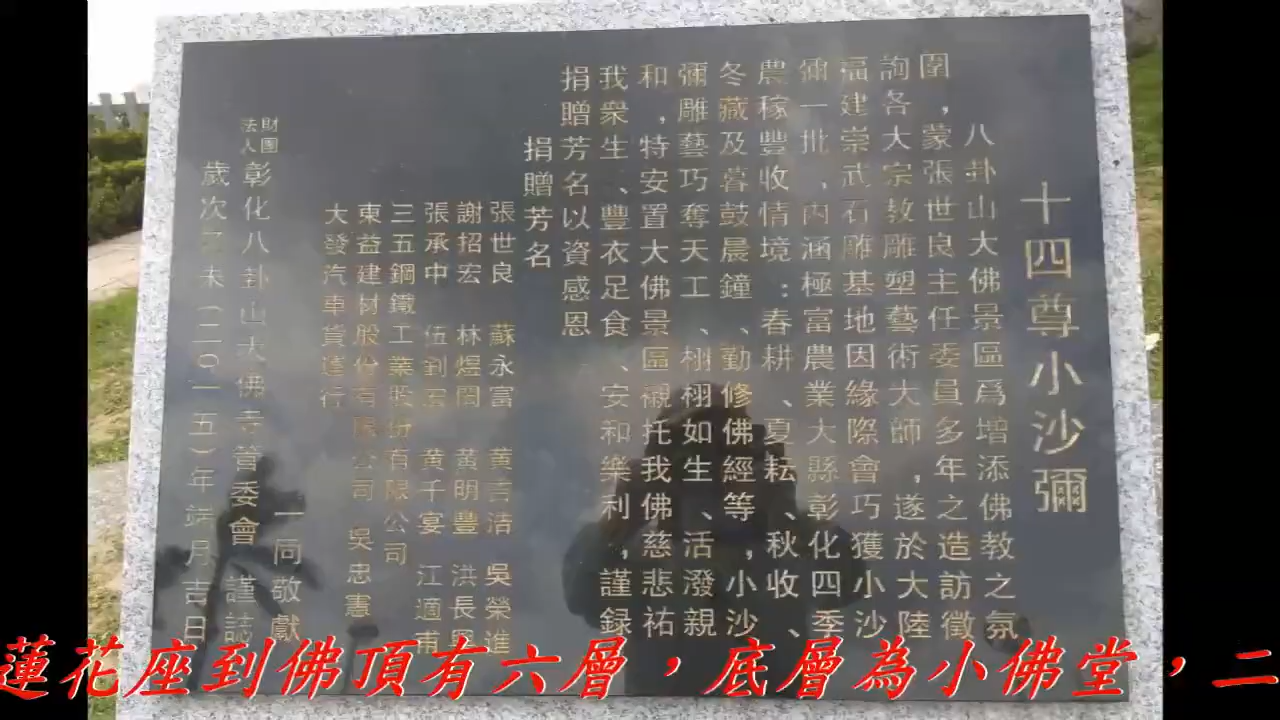 十四尊小沙彌
八卦山大佛景區爲增添佛教之氛
圍，蒙張世良主任委員多年之造訪徵
詢各大宗教雕塑藝術大師，遂於大陸
福建崇武石雕基地因緣際會巧獲小沙
彌一批、內涵極富農業大縣彰化四季
農稼豐收情境：春耕、夏耘、秋收、
冬藏及暮鼓晨鐘、勤修佛經等，小沙
彌雕藝巧奪天工、栩栩如生、活潑親
和，特安置大佛景區襯托我佛慈悲祐
我衆生、豐衣足食、安和樂利，謹錄
捐贈芳名以資感恩
捐贈芳名
張世良 蘇永富 黃吉浩 吳榮進
謝招宏 林煜 黃明豐 洪長
張承中 伍 黃千宴 江適甫
三五鋼鐵工業股份有限公司
東益建材股份有限公司 吳忠憲
大發汽車貨運行
一同敬獻
財團法人彰化八卦山大佛寺管委會 謹誌
歲次乙未（二〇一五）年端月吉日
蓮花座到佛頂有六層，底層為小佛堂，二